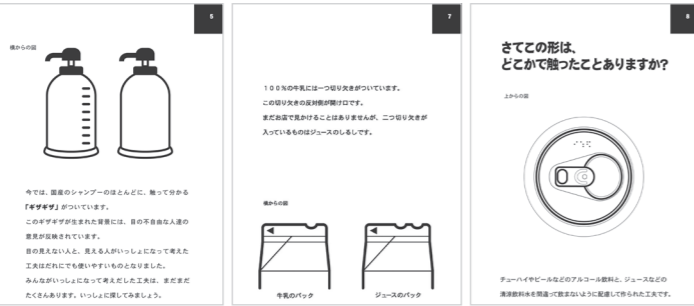 5
横からの図
今では、国産のシャンプーのほとんどに、触って分かる
「ギザギザ」がついています。
このギザギザが生まれた背景には、目の不自由な人達の
意見が反映されています。
目の見えない人と、見える人がいっしょになって考えた
工夫はだれにでも使いやすいものとなりました。
みんながいっしょになって考えだした工夫は、まだまだ
たくさんあります。いっしょに探してみましょう。
7
100%の牛乳には一つ切り欠きがついています。
この切り欠きの反対側が開け口です。
まだお店で見かけることはありませんが、二つ切り欠きが
入っているものはジュースのしるしです。
横からの図
牛乳のパック
ジュースのパック
8
さてこの形は、
どこかで触ったことありますか?
上からの図
チューハイやビールなどのアルコール飲料と、ジュースなどの
清涼飲料水を間違って飲まないように配慮して作られた工夫です。